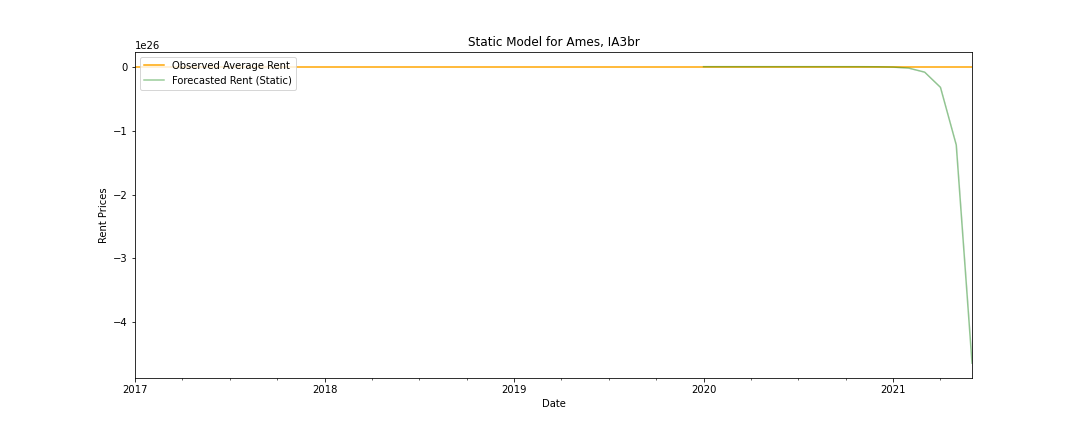 Static Model for Ames, IA3br
1e26
Observed Average Rent
Forecasted Rent (Static)
0
−1
−2
−3
−4
Rent Prices
2017 2018 2019 2020 2021
Date